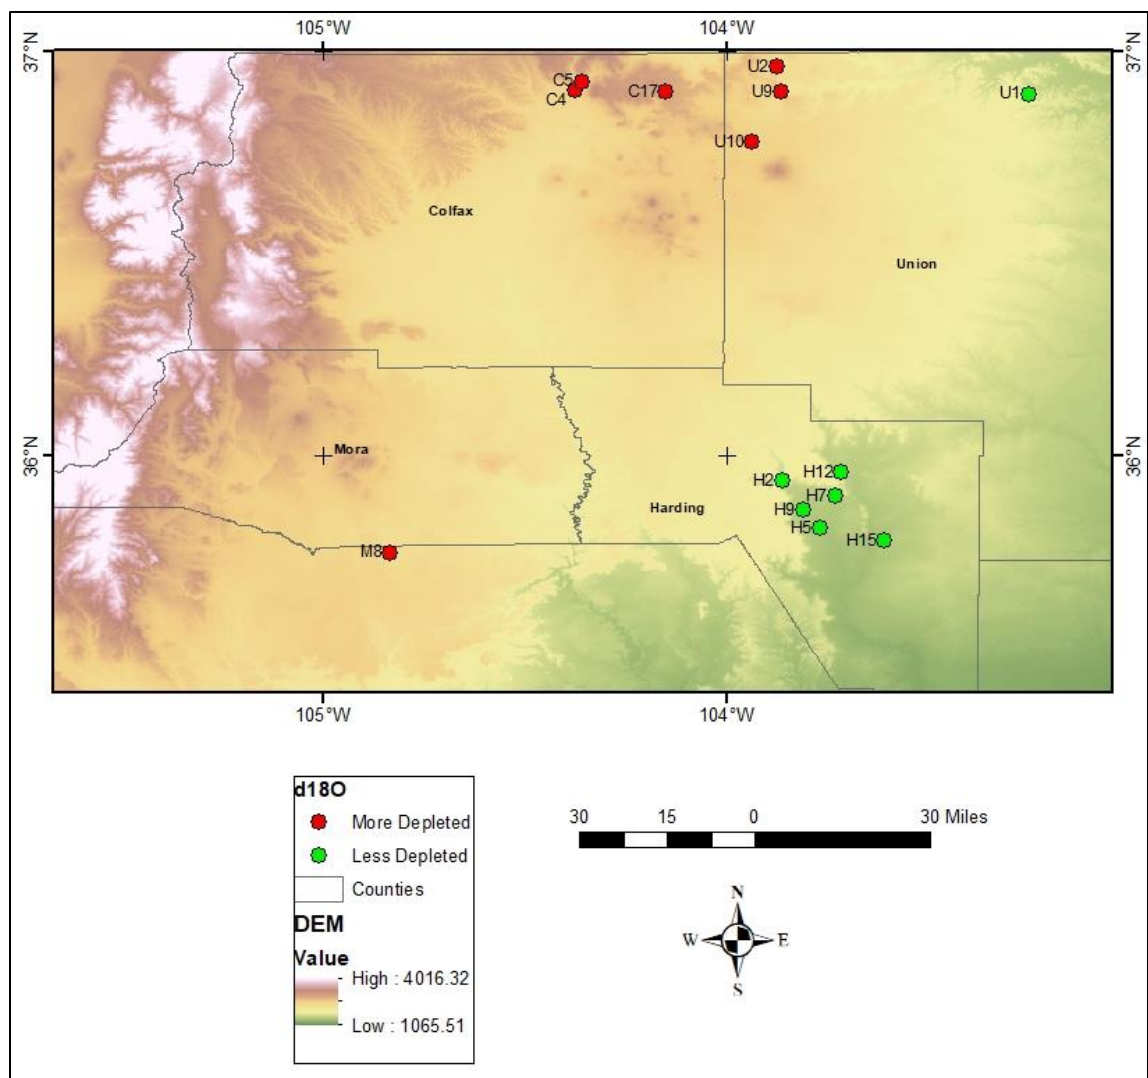 105°W 104°W
37°N 37°N
U2
C5
C4 C17 U9 U1
U10
Colfax
Union
36°N Mora 36°N
H12
H2
H7
Harding H9
H5
H15
M8
105°W 104°W
d18O
More Depleted
Less Depleted
Counties
DEM
Value
High : 4016.32
Low : 1065.51
30 15 0 30 Miles
N
W E
S